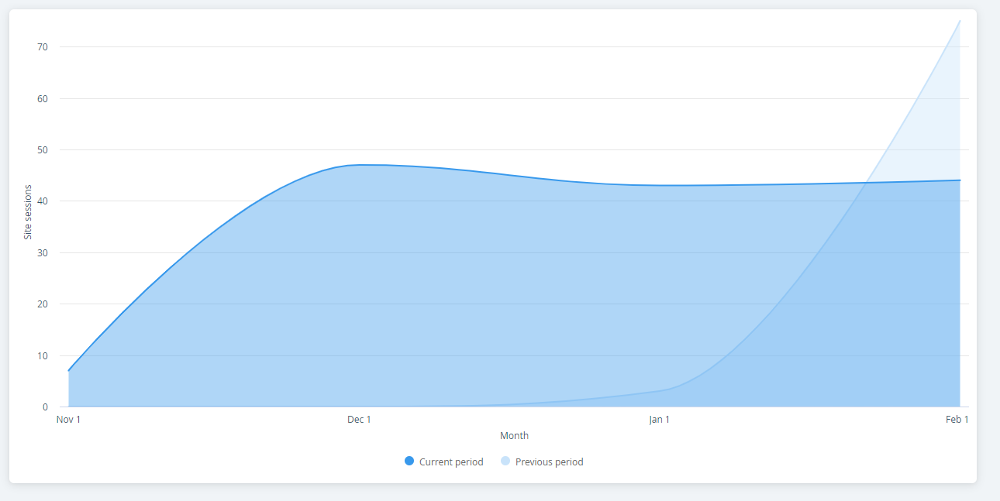 70
60
50
40
30
20
10
0
Site sessions
Nov 1 Dec 1 Jan 1 Feb 1
Month
Current period Previous period